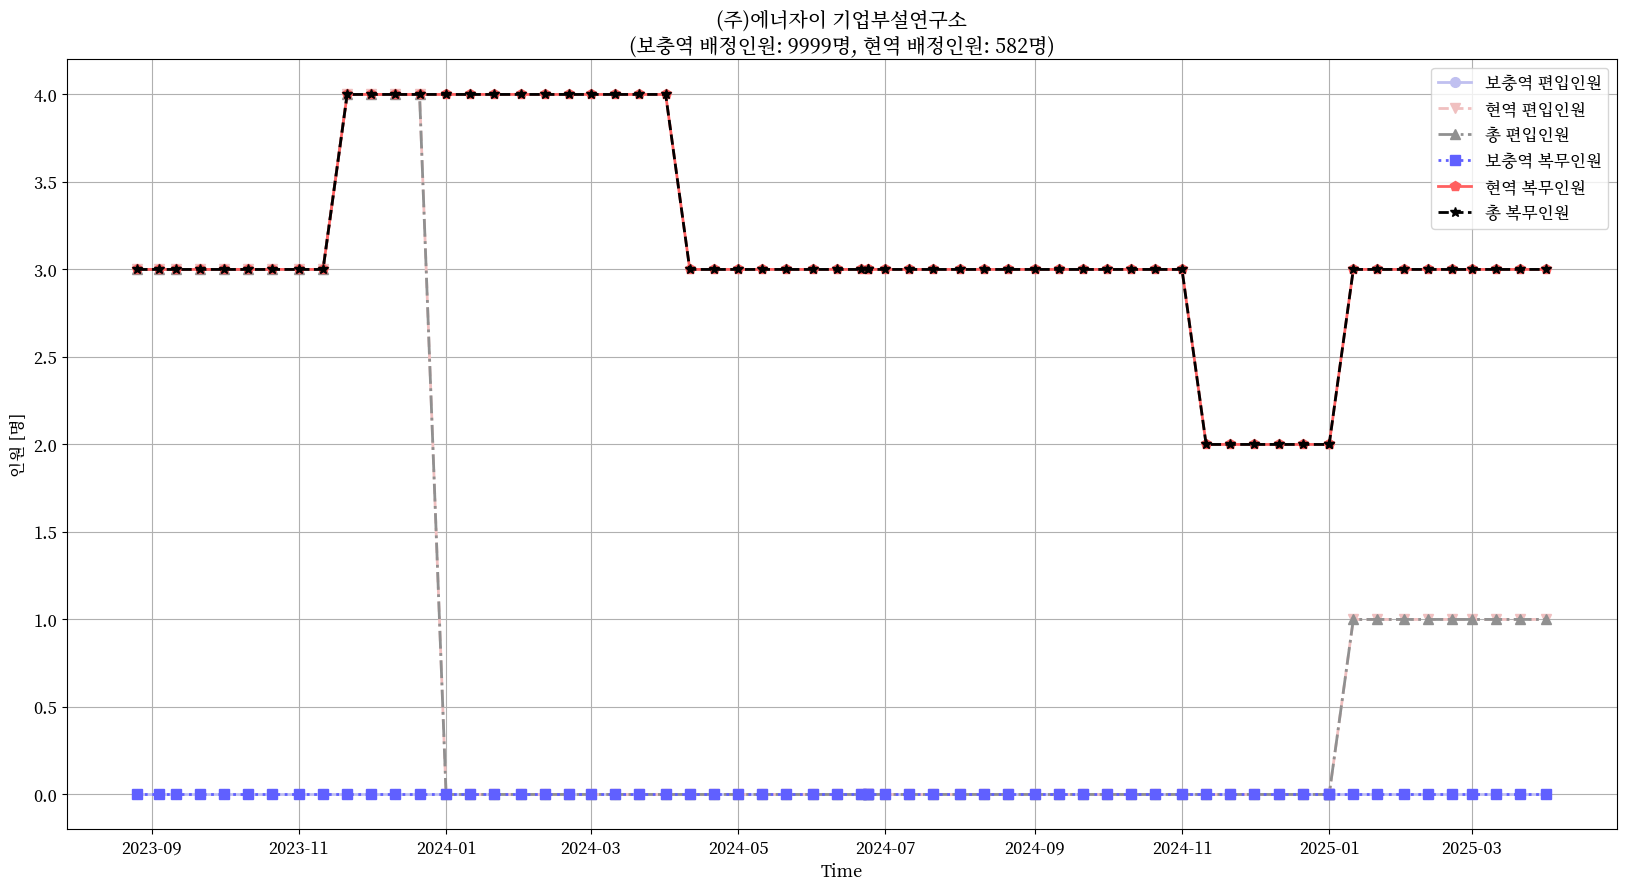 (주)에너자이 기업부설연구소
(보충역 배정인원: 9999명, 현역 배정인원: 582명)
보충역 편입인원
현역 편입인원
총 편입인원
보충역 복무인원
현역 복무인원
총 복무인원
인원 [명]
4.0
3.5
3.0
2.5
2.0
1.5
1.0
0.5
0.0
2023-09 2023-11 2024-01 2024-03 2024-05 2024-07 2024-09 2024-11 2025-01 2025-03
Time